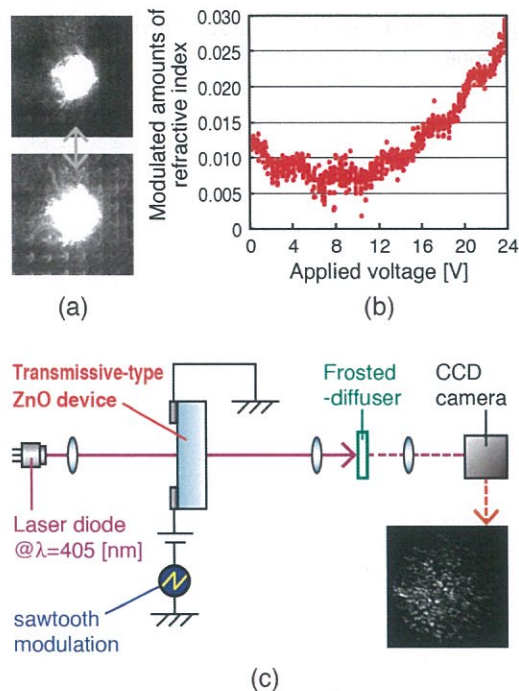 (a)
Modulated amounts of
refractive index
0.030
0.025
0.020
0.015
0.010
0.005
0
0 4 8 12 16 20 24
Applied voltage [V]
(b)
Transmissive-type
ZnO device
Frosted
-diffuser
CCD
camera
Laser diode
@λ=405 [nm]
sawtooth
modulation
(c)